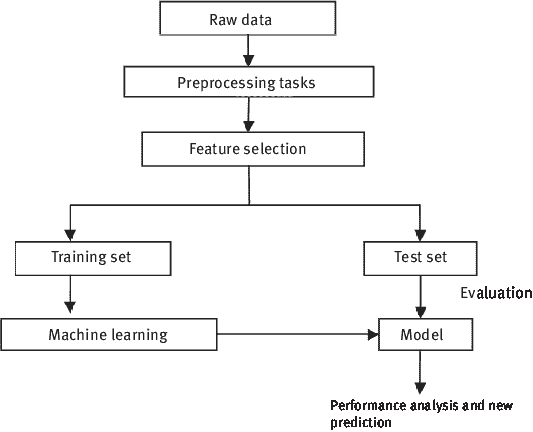 Raw data
Preprocessing tasks
Feature selection
Training set
Test set
Evaluation
Machine learning
Model
Performance analysis and new
prediction